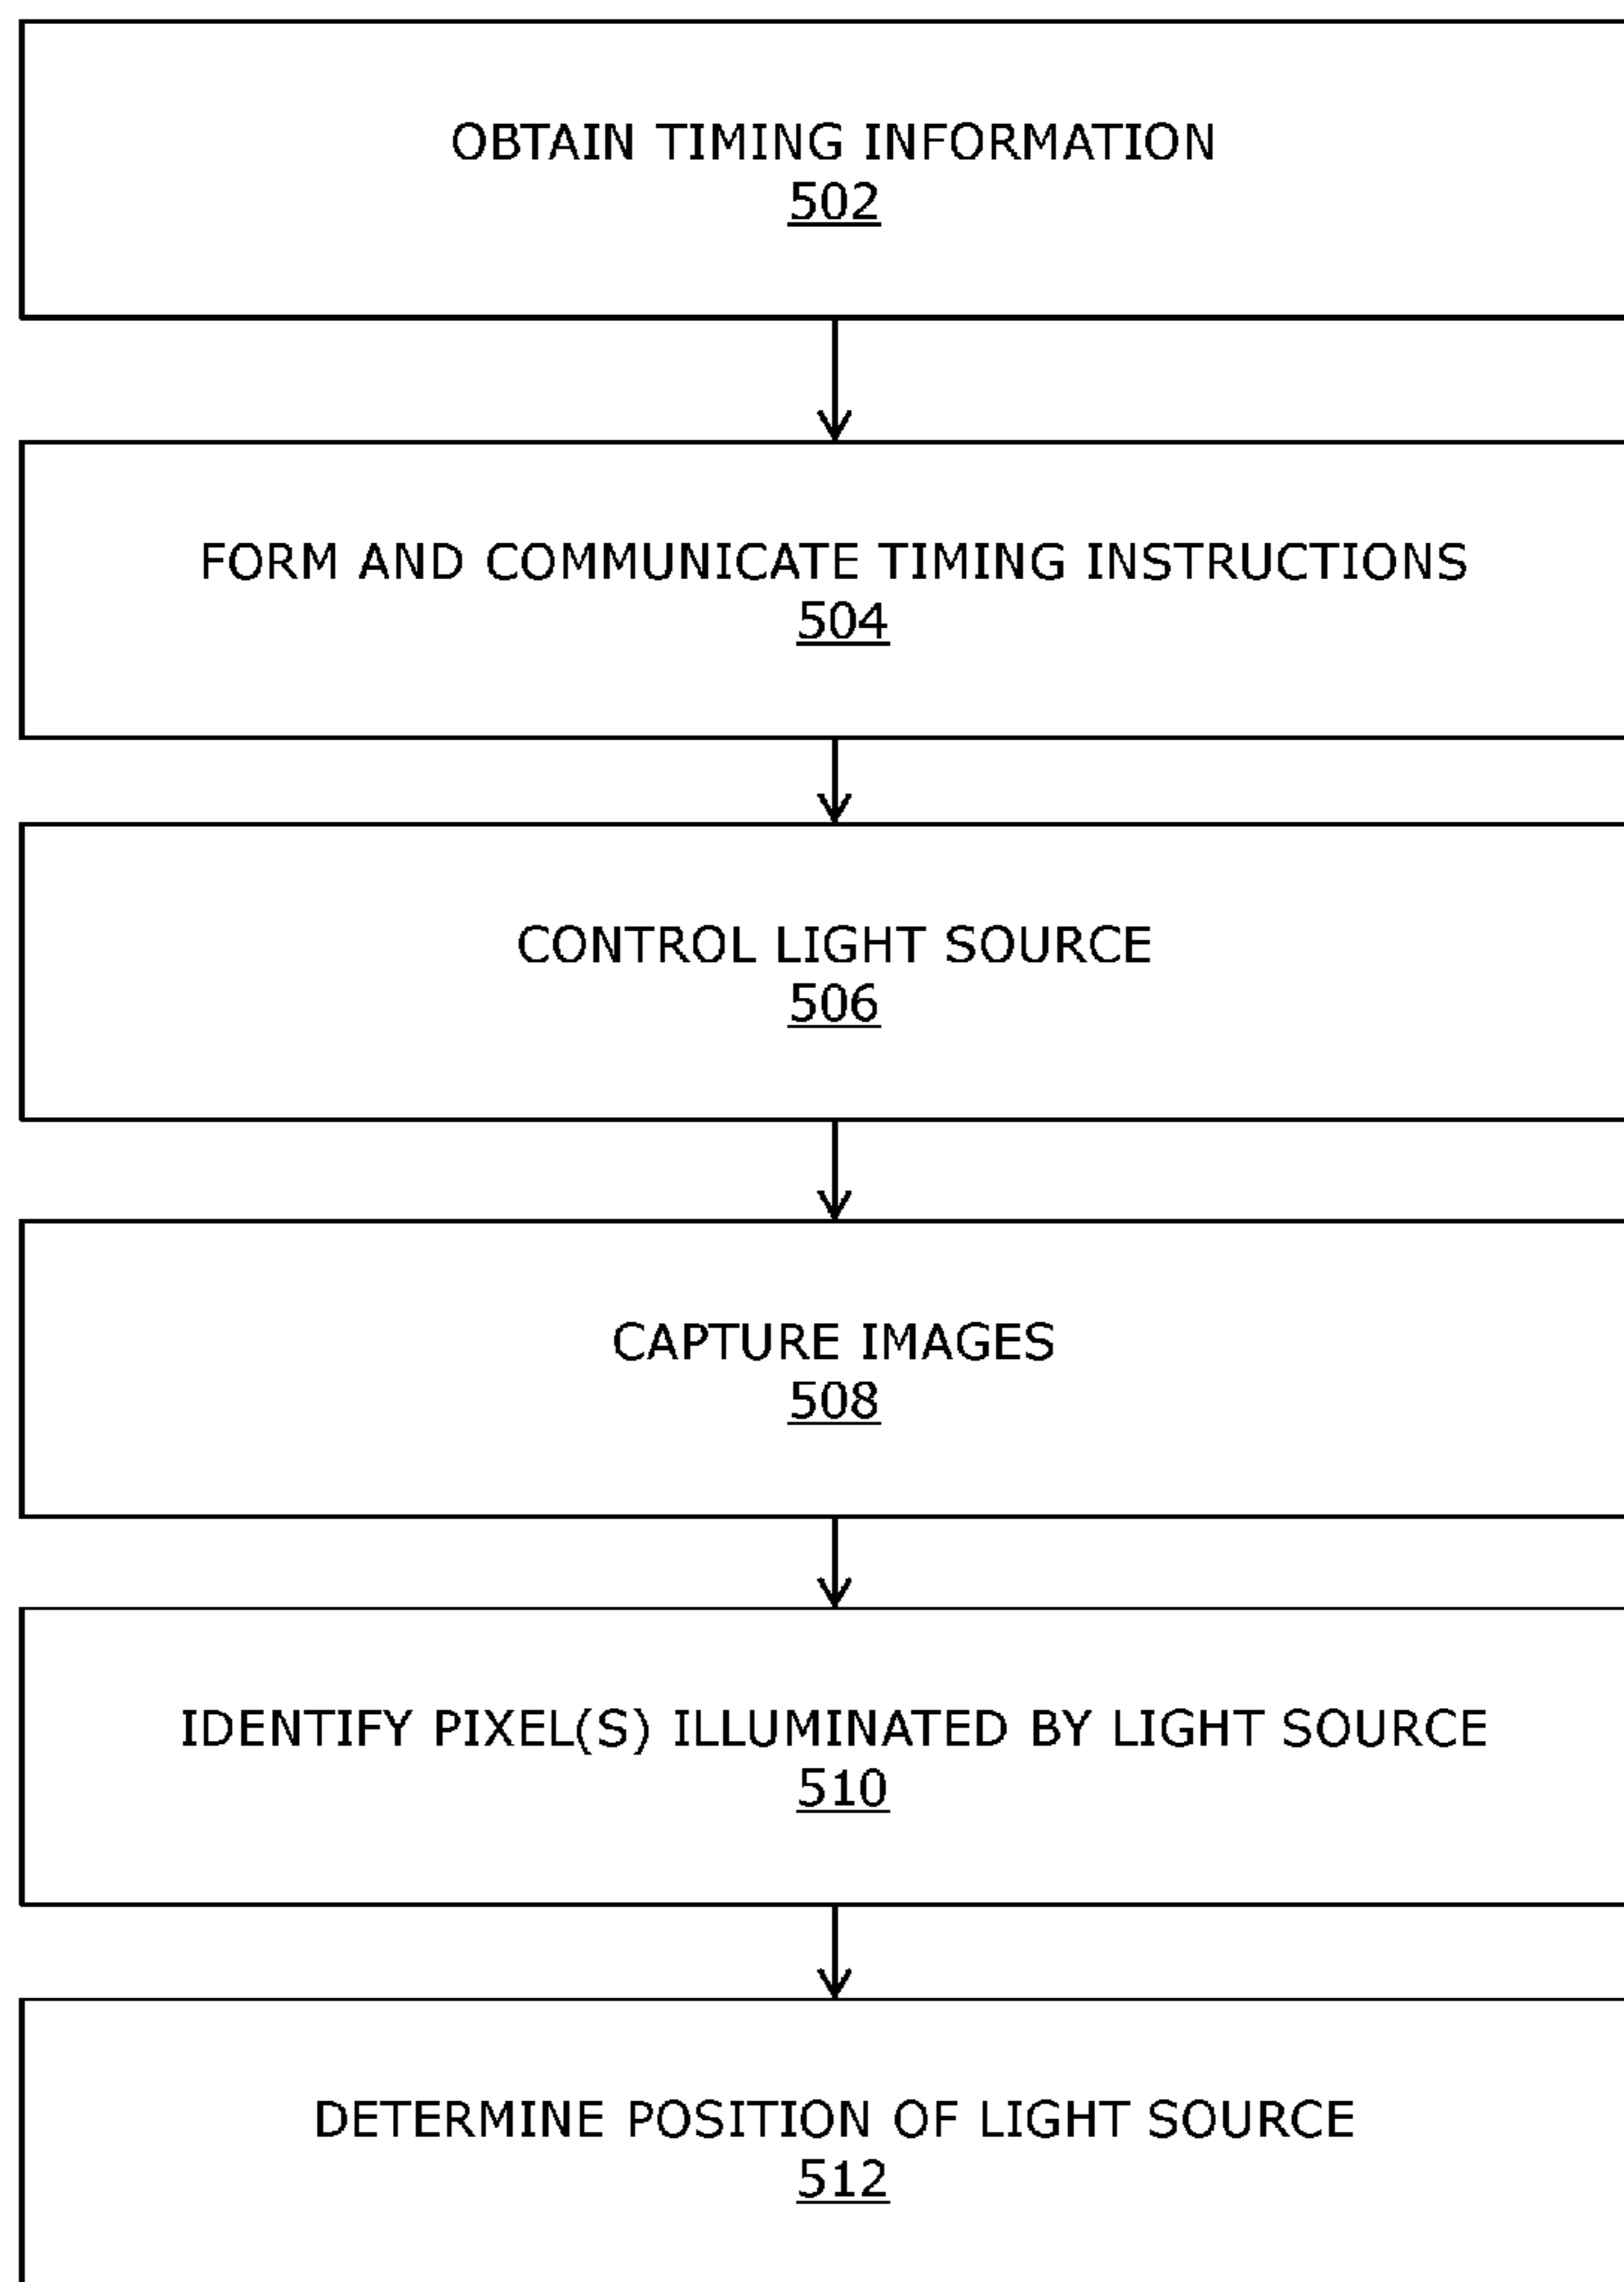 OBTAIN TIMING INFORMATION
502
FORM AND COMMUNICATE TIMING INSTRUCTIONS
504
CONTROL LIGHT SOURCE
506
CAPTURE IMAGES
508
IDENTIFY PIXEL(S) ILLUMINATED BY LIGHT SOURCE
510
DETERMINE POSITION OF LIGHT SOURCE
512